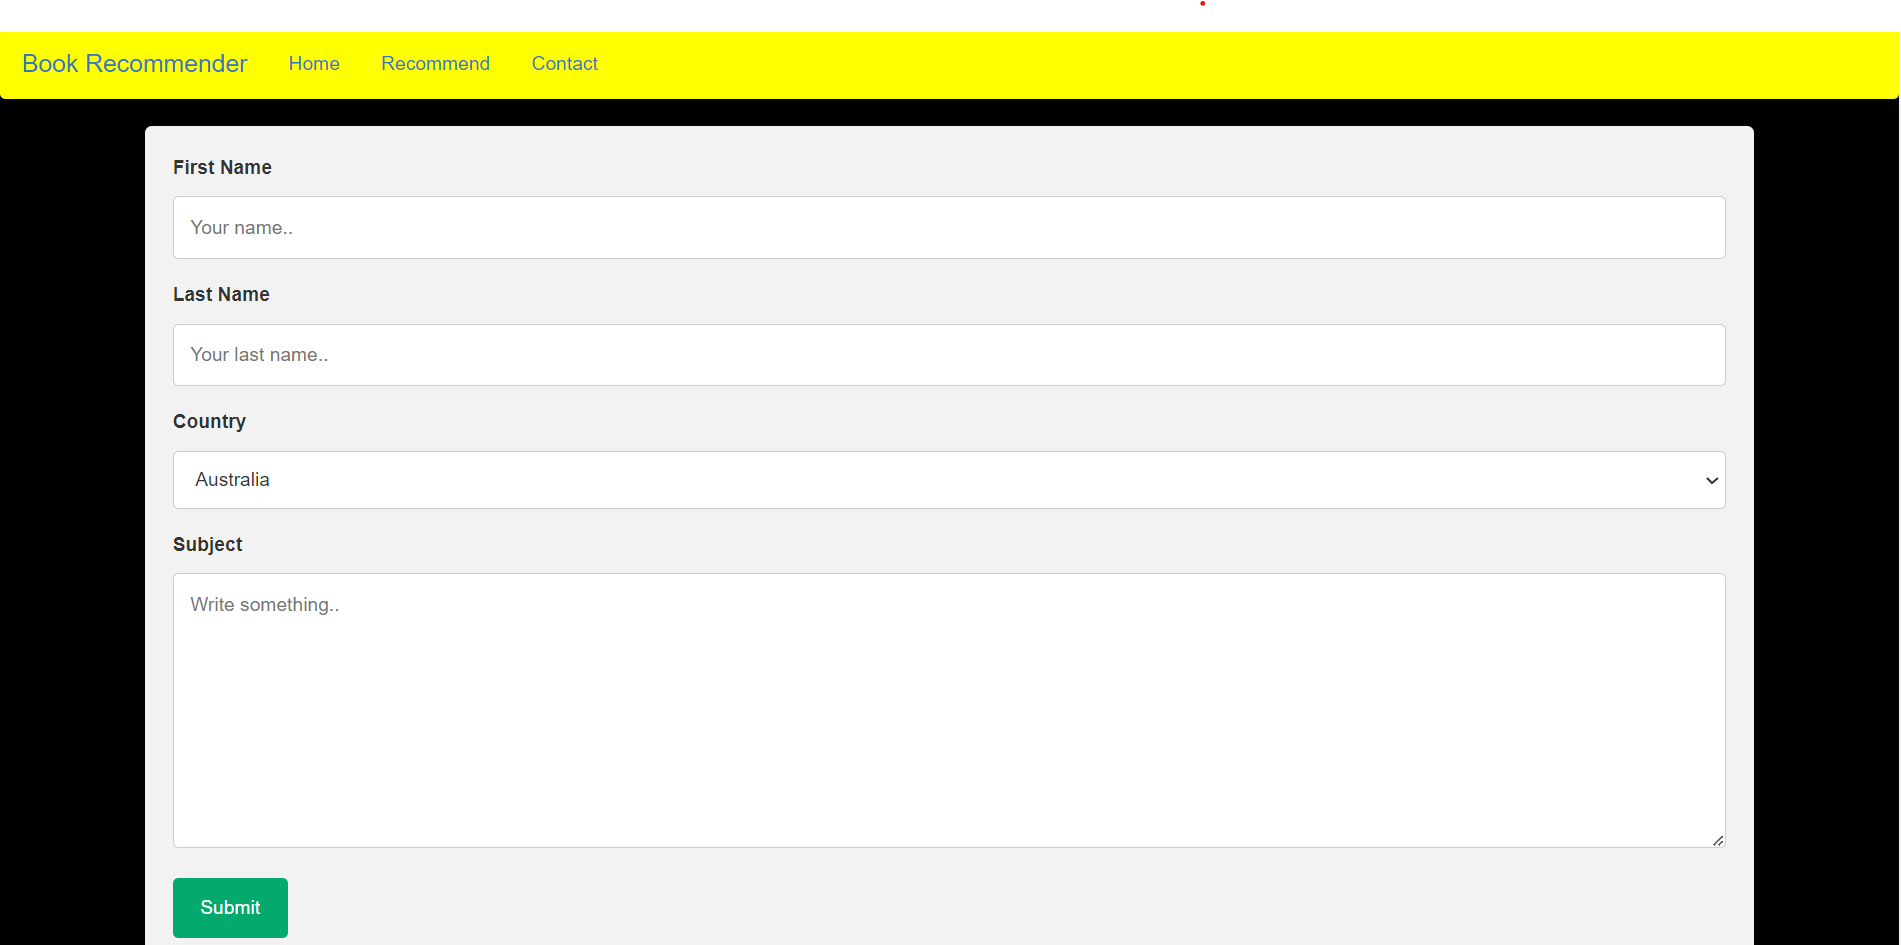 Book Recommender Home Recommend Contact
First Name
Your name..
Last Name
Your last name..
Country
Australia
Subject
Write something..
Submit